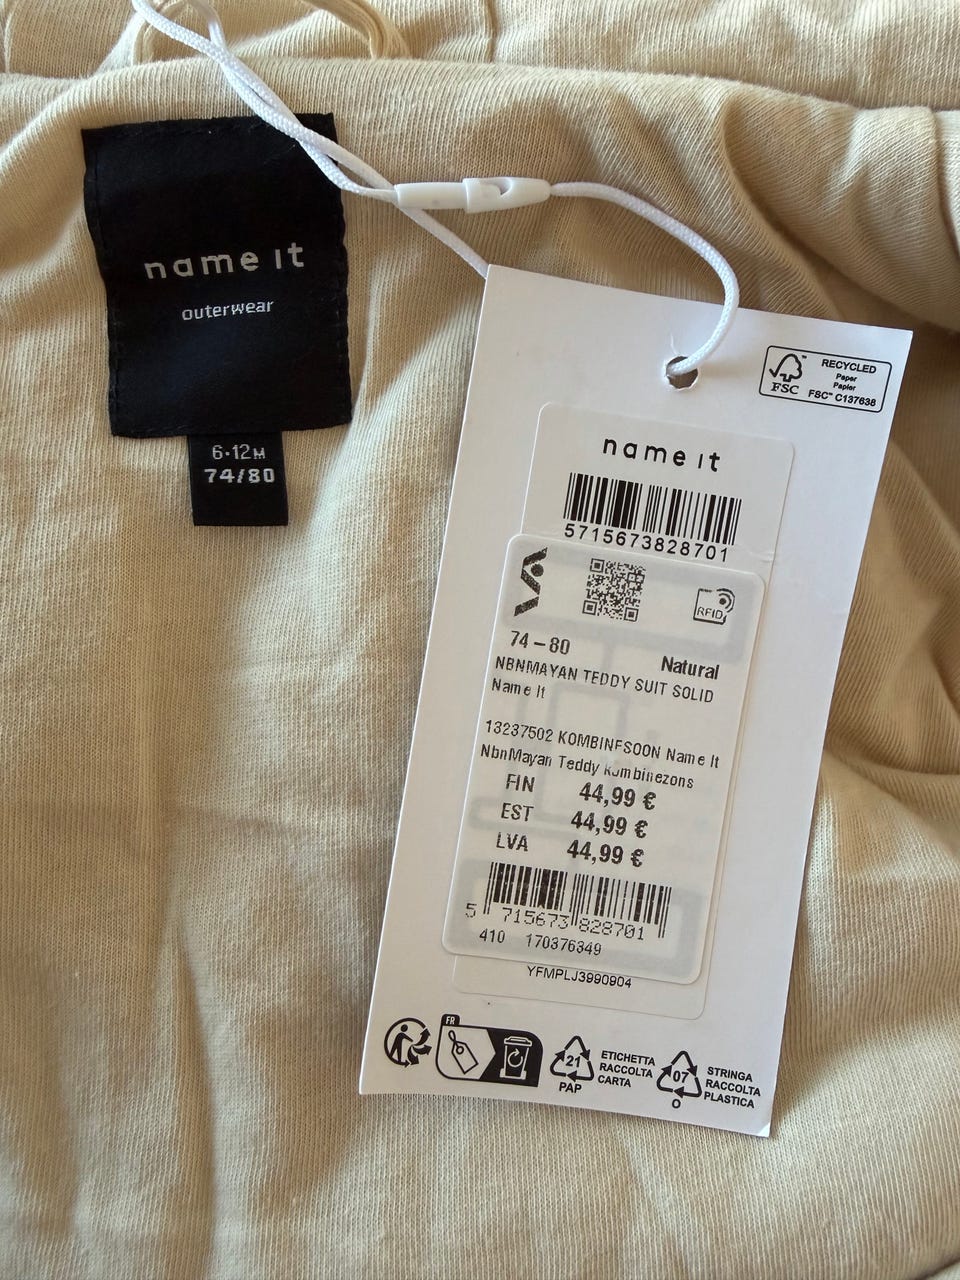 name it
outerwear
6-12M
74/80
FSC™
RECYCLED
Paper
Papier
FSC™ C137638
name it
5715673828701
RFID
74-80
Natural
NBNMAYAN TEDDY SUIT SOLID
Name It
13237502 KOMBINESOON Name It
NbnMayan Teddy kombinezons
FIN 44,99 €
EST 44,99 €
LVA 44,99 €
5 715673 828701
410 170376349
YFMPLJ3990904
FR
21
PAP
ETICHETTA
RACCOLTA
CARTA
07
O
STRINGA
RACCOLTA
PLASTICA